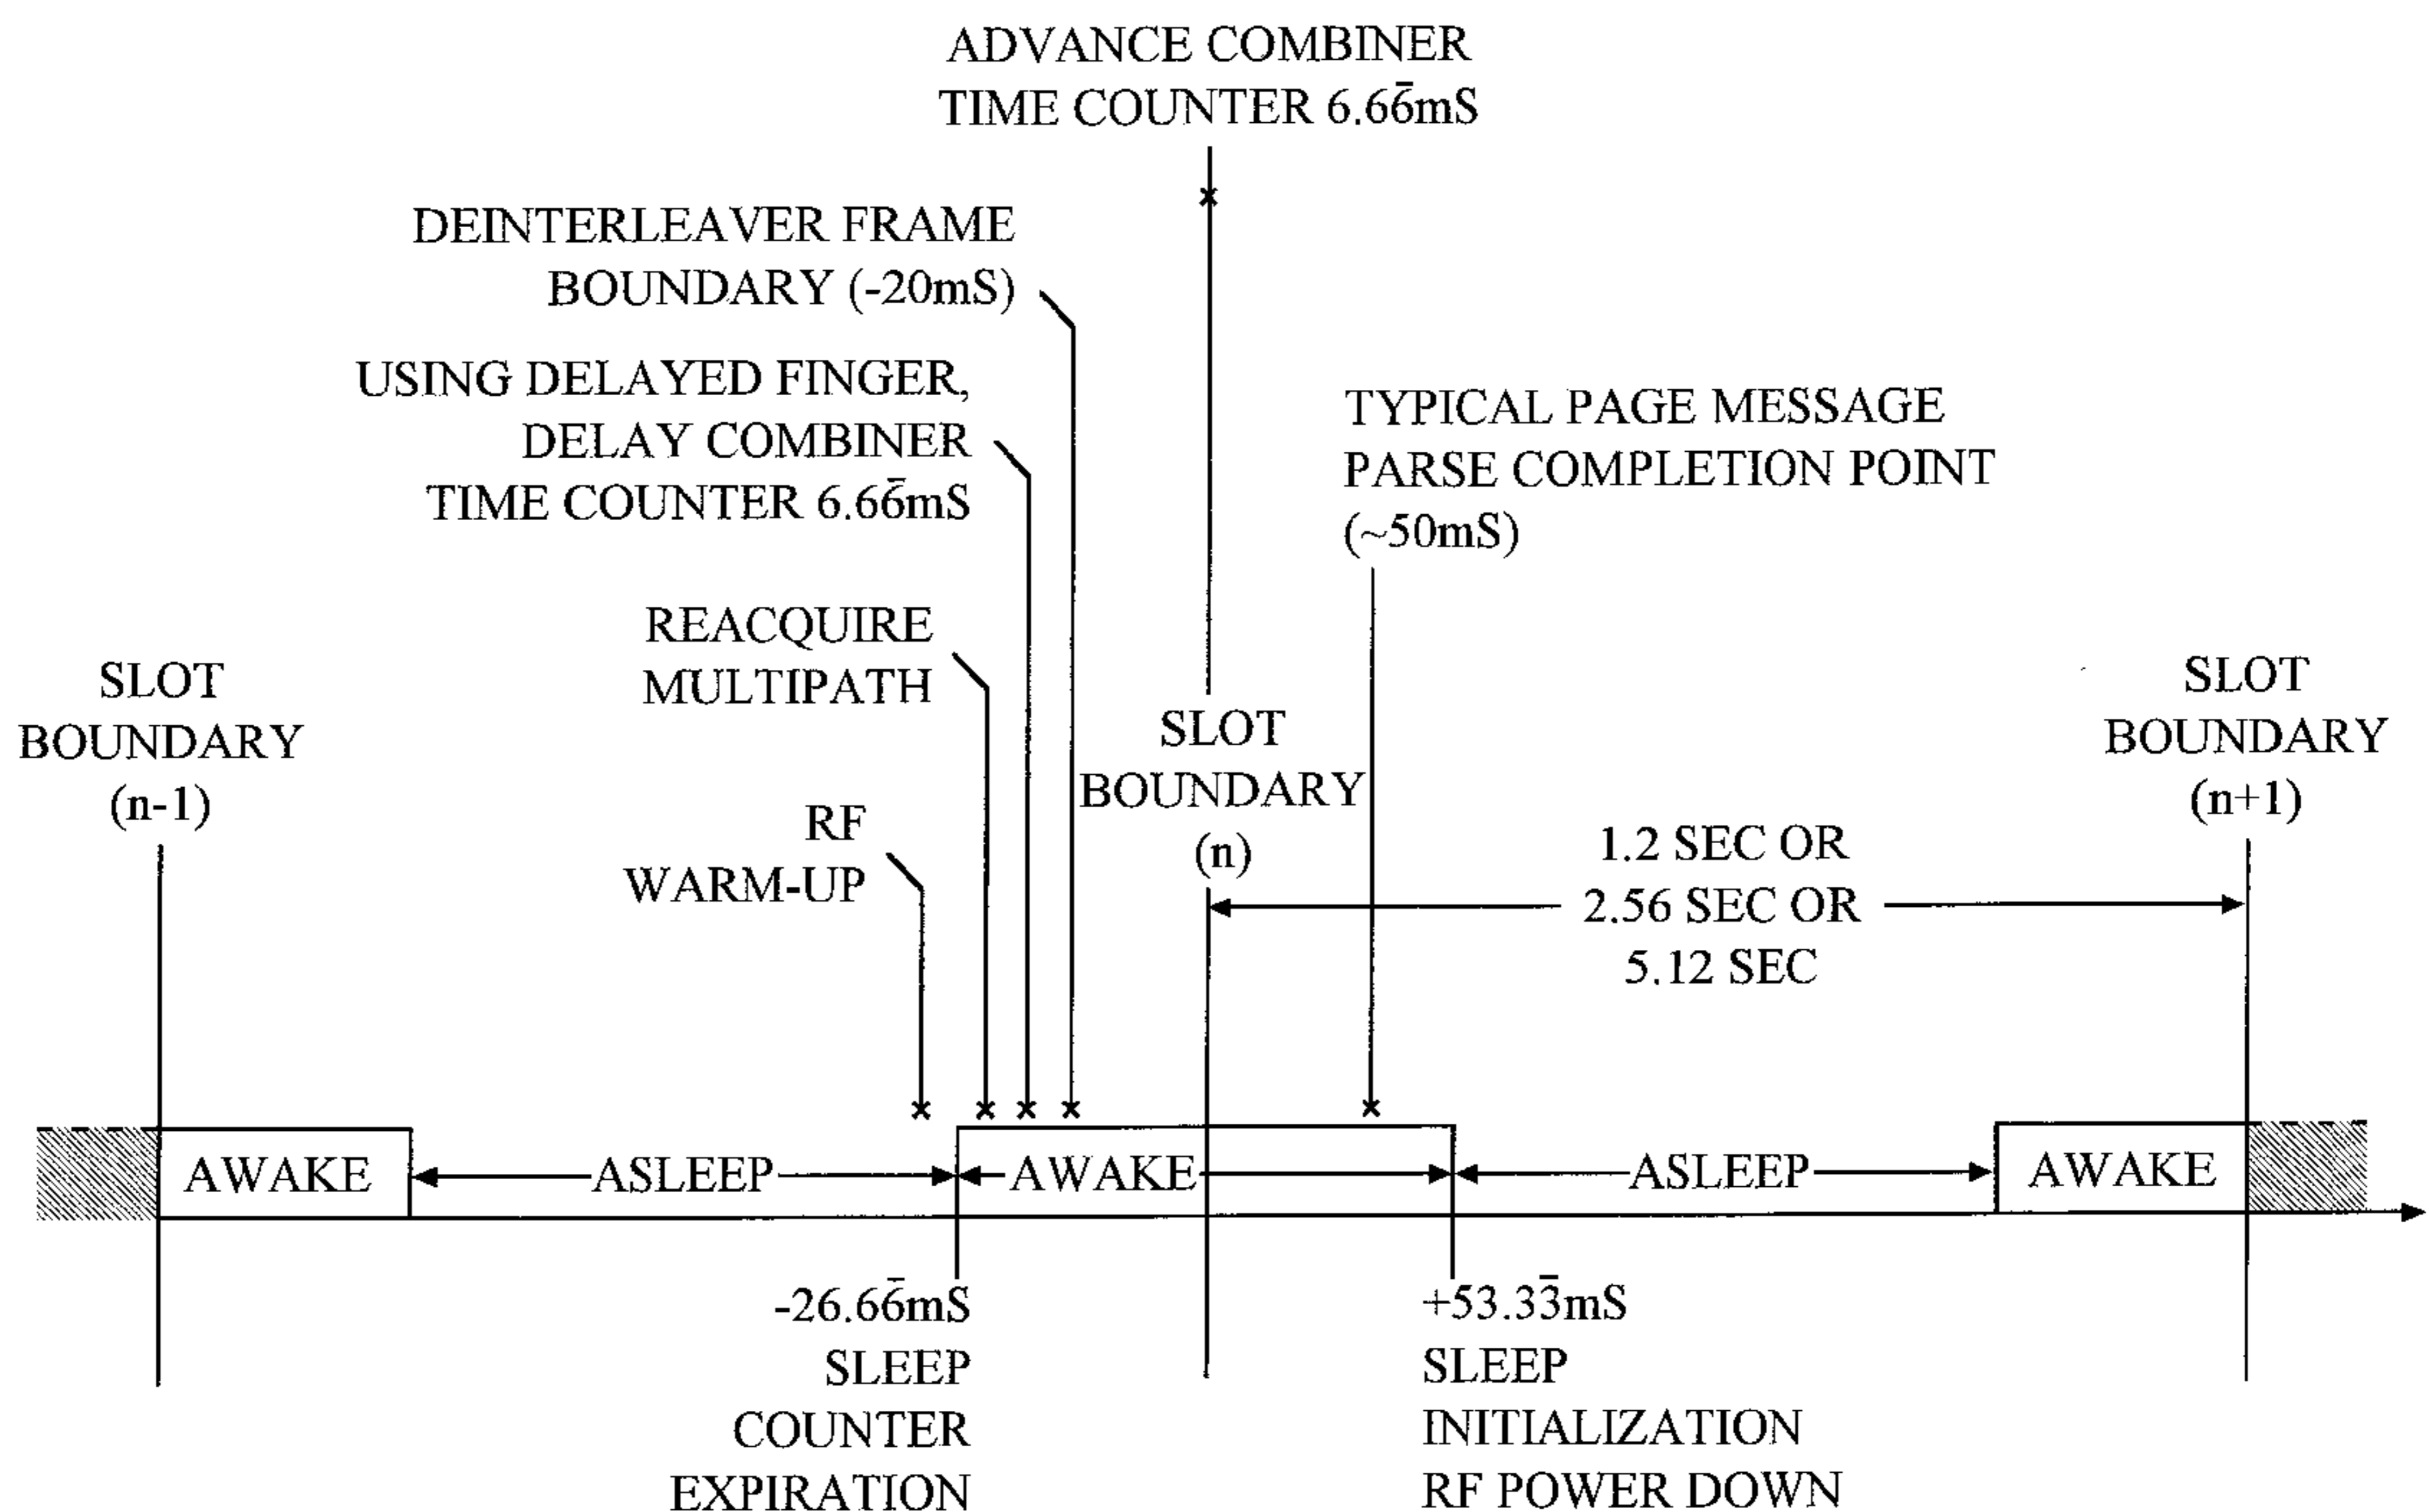 ADVANCE COMBINER
TIME COUNTER 6.66̄mS
DEINTERLEAVER FRAME
BOUNDARY (-20mS)
USING DELAYED FINGER,
DELAY COMBINER
TIME COUNTER 6.66̄mS
TYPICAL PAGE MESSAGE
PARSE COMPLETION POINT
(~50mS)
REACQUIRE
MULTIPATH
SLOT
BOUNDARY
(n-1)
SLOT
BOUNDARY
(n)
SLOT
BOUNDARY
(n+1)
RF
WARM-UP
1.2 SEC OR
2.56 SEC OR
5.12 SEC
AWAKE
ASLEEP
AWAKE
ASLEEP
AWAKE
-26.66̄mS
SLEEP
COUNTER
EXPIRATION
+53.33̄mS
SLEEP
INITIALIZATION
RF POWER DOWN